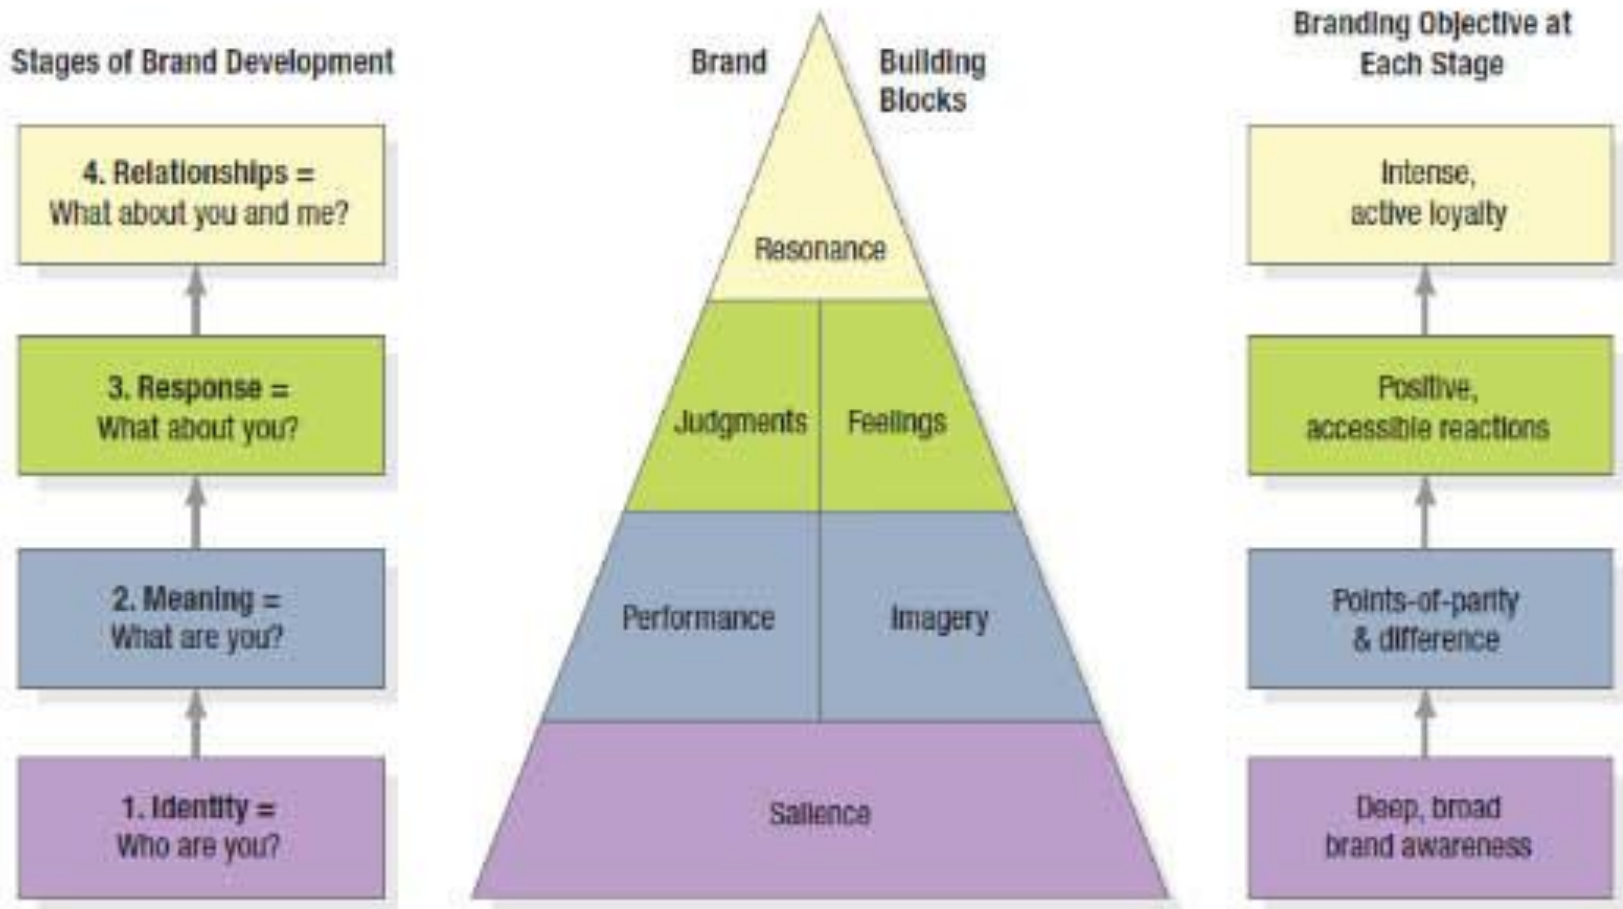 Stages of Brand Development
4. Relationships =
What about you and me?
3. Response =
What about you?
2. Meaning =
What are you?
1. Identity =
Who are you?
Brand
Building
Blocks
Resonance
Judgments
Feelings
Performance
Imagery
Salience
Branding Objective at
Each Stage
Intense,
active loyalty
Positive,
accessible reactions
Points-of-parity
& difference
Deep, broad
brand awareness